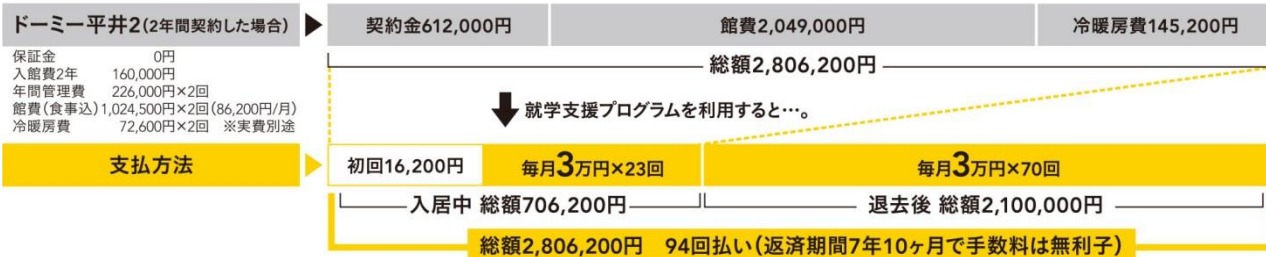 ドーミー平井2(2年間契約した場合)
契約金612,000円
館費2,049,000円
冷暖房費145,200円
保証金 0円
入館費2年 160,000円
年間管理費 226,000円×2回
館費(食事込)1,024,500円×2回(86,200円/月)
冷暖房費 72,600円×2回 ※実費別途
総額2,806,200円
就学支援プログラムを利用すると…。
支払方法
初回16,200円
毎月3万円×23回
毎月3万円×70回
入居中 総額706,200円
退去後 総額2,100,000円
総額2,806,200円 94回払い(返済期間7年10ヶ月で手数料は無利子)